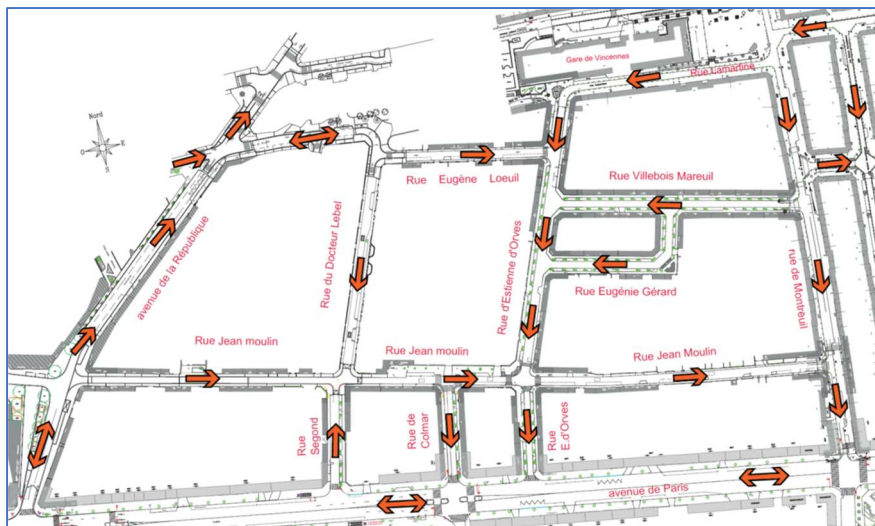 Gare de Vincennes
Rue Lamartine
Nord
O
E
S
Rue Eugène Loeuil
Rue Villebois Mareuil
avenue de la République
Rue du Docteur Lebel
Rue d'Estienne d'Orves
Rue Eugénie Gérard
rue de Montreuil
Rue Jean moulin
Rue Jean moulin
Rue Jean Moulin
Rue
Segond
Rue de
Colmar
Rue
E.d'Orves
avenue de Paris